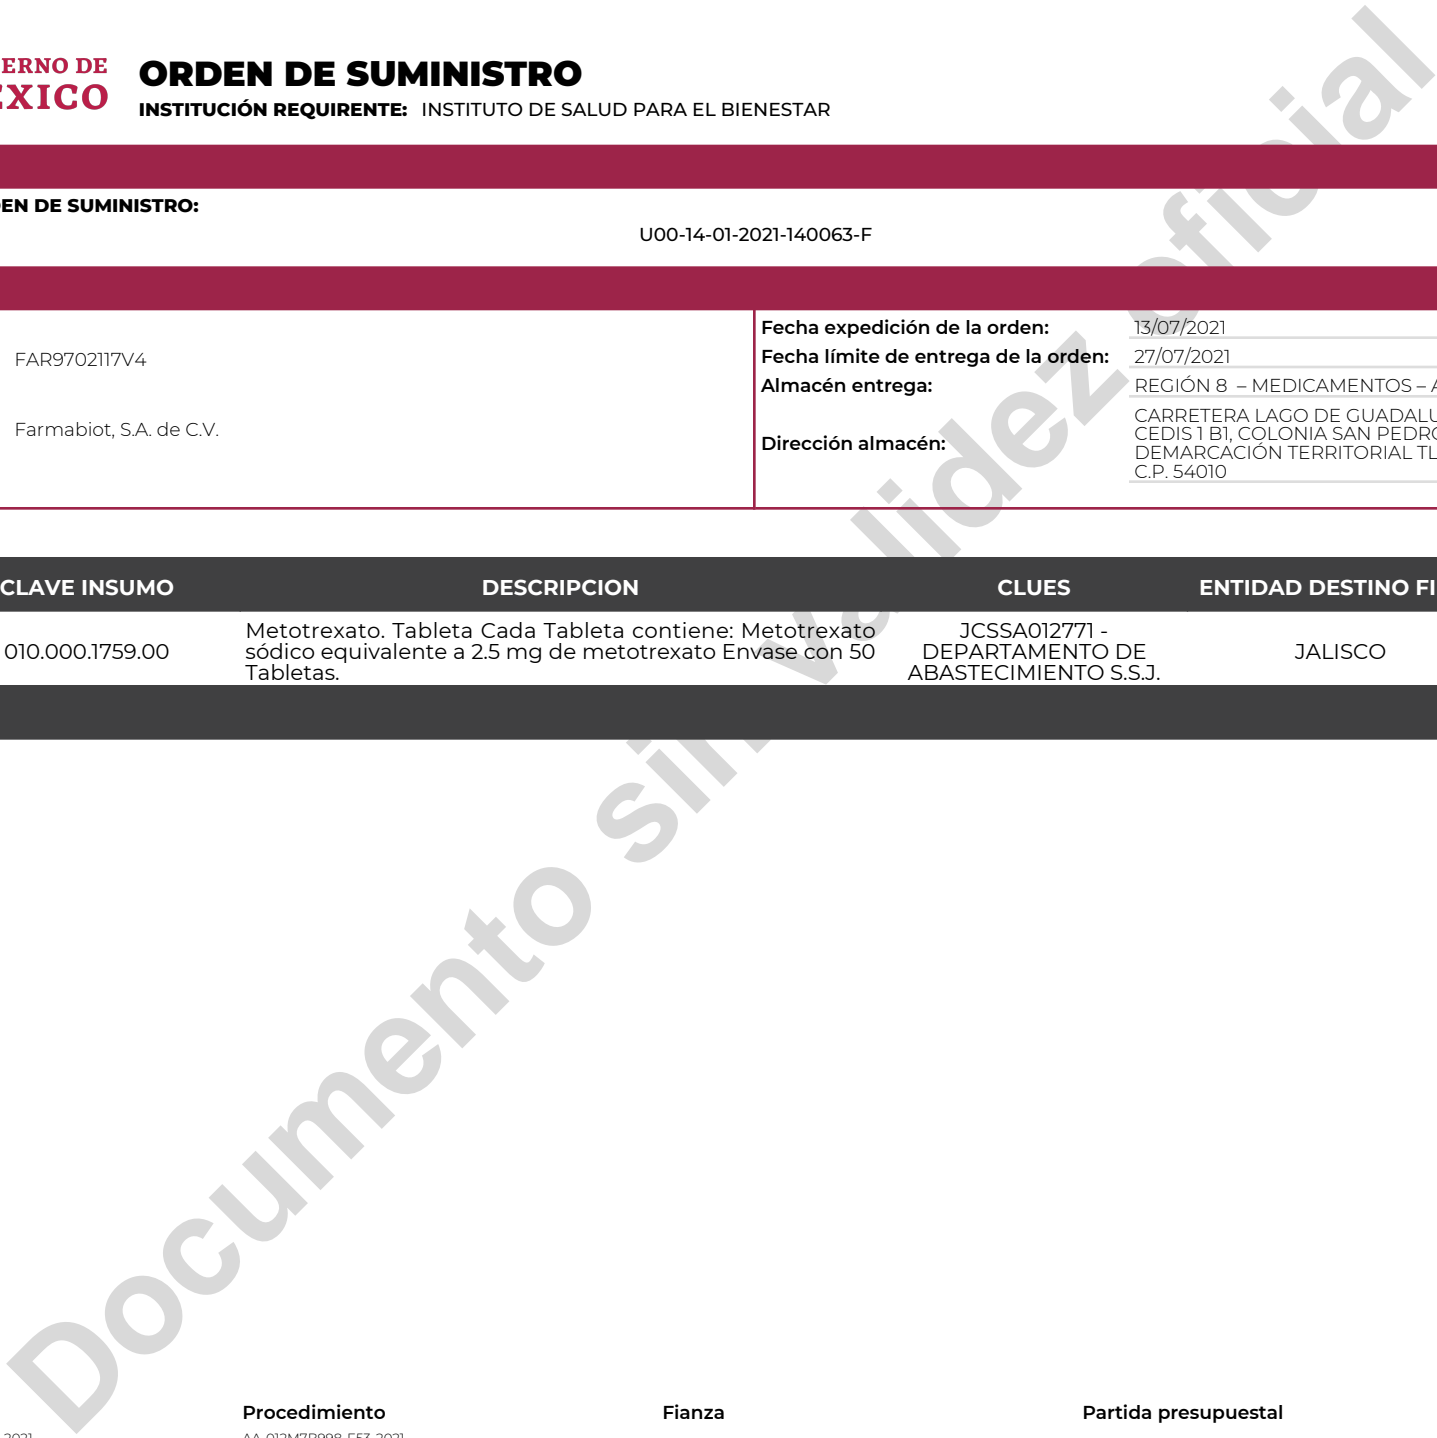 ERNO DE
EXICO
ORDEN DE SUMINISTRO
INSTITUCIÓN REQUIRENTE: INSTITUTO DE SALUD PARA EL BIENESTAR
EN DE SUMINISTRO:
U00-14-01-2021-140063-F
FAR9702117V4
Farmabiot, S.A. de C.V.
Fecha expedición de la orden: 13/07/2021
Fecha límite de entrega de la orden: 27/07/2021
Almacén entrega: REGIÓN 8 – MEDICAMENTOS – A
Dirección almacén:
CARRETERA LAGO DE GUADALU
CEDIS 1 B1, COLONIA SAN PEDRO
DEMARCACIÓN TERRITORIAL TL
C.P. 54010
CLAVE INSUMO DESCRIPCION CLUES ENTIDAD DESTINO FI
010.000.1759.00
Metotrexato. Tableta Cada Tableta contiene: Metotrexato
sódico equivalente a 2.5 mg de metotrexato Envase con 50
Tabletas.
JCSSA012771 -
DEPARTAMENTO DE
ABASTECIMIENTO S.S.J.
JALISCO
Documento sin validez oficial
Procedimiento Fianza Partida presupuestal